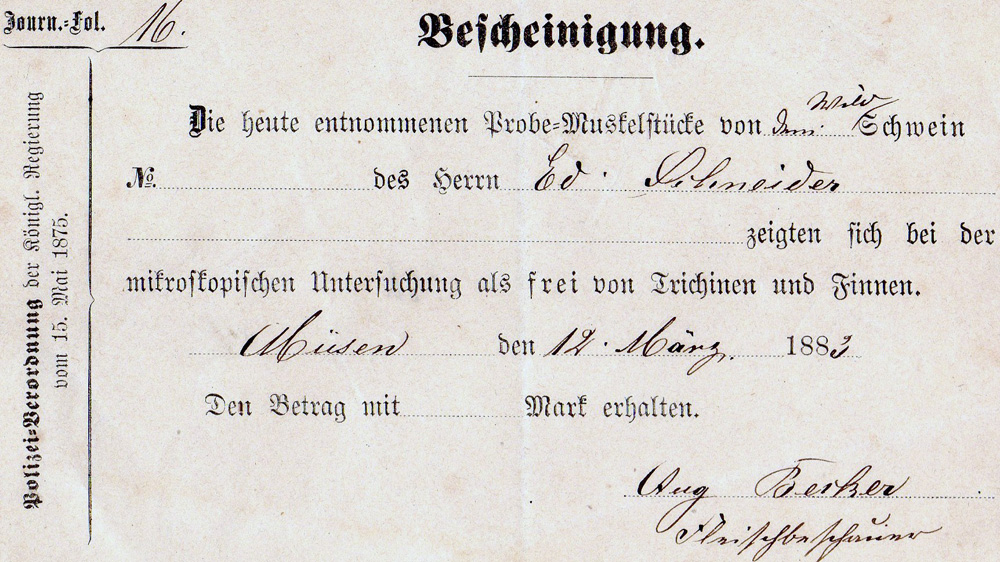 Journ.-Fol. 16.
Polizei-Verordnung der Königl. Regierung
vom 15. Mai 1875.
Bescheinigung.
Wild
Die heute entnommenen Probe-Muskelstücke von dem Schwein
No. des Herrn Ed. Schneider
zeigten sich bei der
mikroskopischen Untersuchung als frei von Trichinen und Finnen.
Müsen den 12. März 1883
Den Betrag mit Mark erhalten.
Aug Becker
Fleischbeschauer